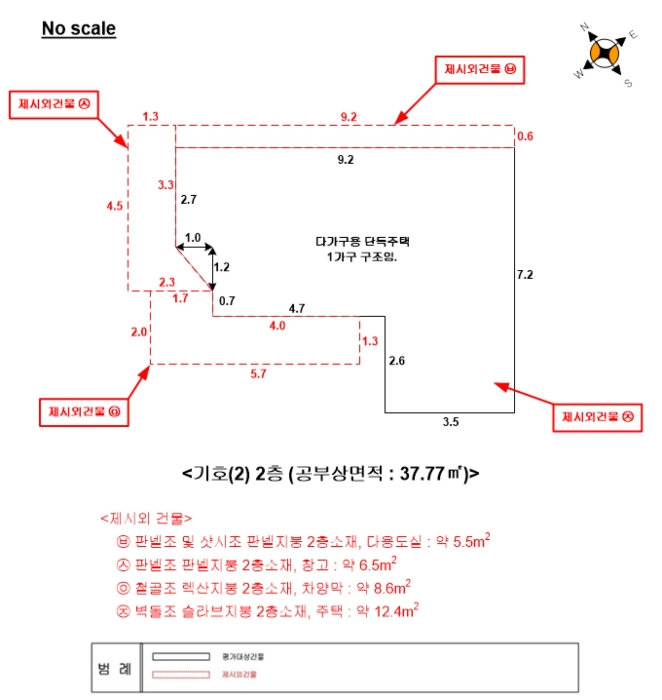 No scale
N
E
W
S
제시외건물 ㅂ
제시외건물 ㅅ
1.3
9.2
0.6
9.2
3.3
2.7
4.5
1.0
다가구용 단독주택
1가구 구조임.
1.2
7.2
2.3
1.7
0.7
4.7
4.0
2.0
1.3
2.6
5.7
제시외건물 ㅇ
제시외건물 ㅈ
3.5
<기호(2) 2층 (공부상면적 : 37.77㎡)>
<제시외 건물>
㉥ 판넬조 및 샷시조 판넬지붕 2층소재, 다용도실 : 약 5.5m²
㉦ 판넬조 판넬지붕 2층소재, 창고 : 약 6.5m²
㉧ 철골조 렉산지붕 2층소재, 차양막 : 약 8.6m²
㉨ 벽돌조 슬라브지붕 2층소재, 주택 : 약 12.4m²
범 례
평가대상건물
제시외건물